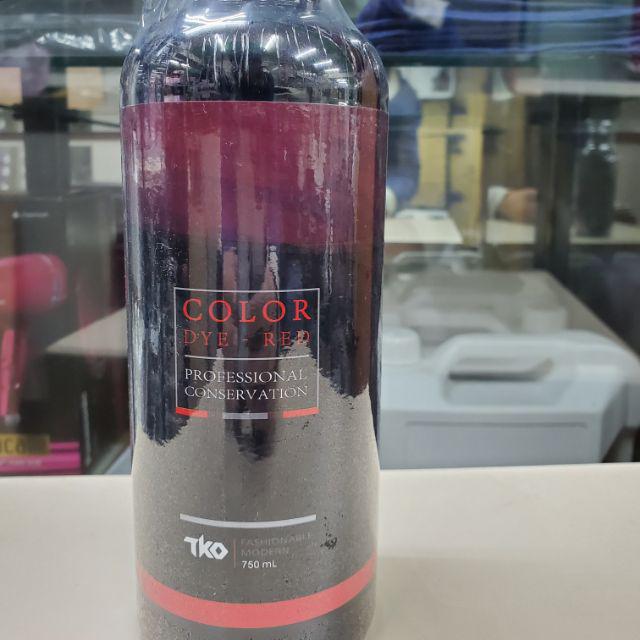 COLOR
DYE - RED
PROFESSIONAL
CONSERVATION
TKO
FASHIONABLE
MODERN
750 mL